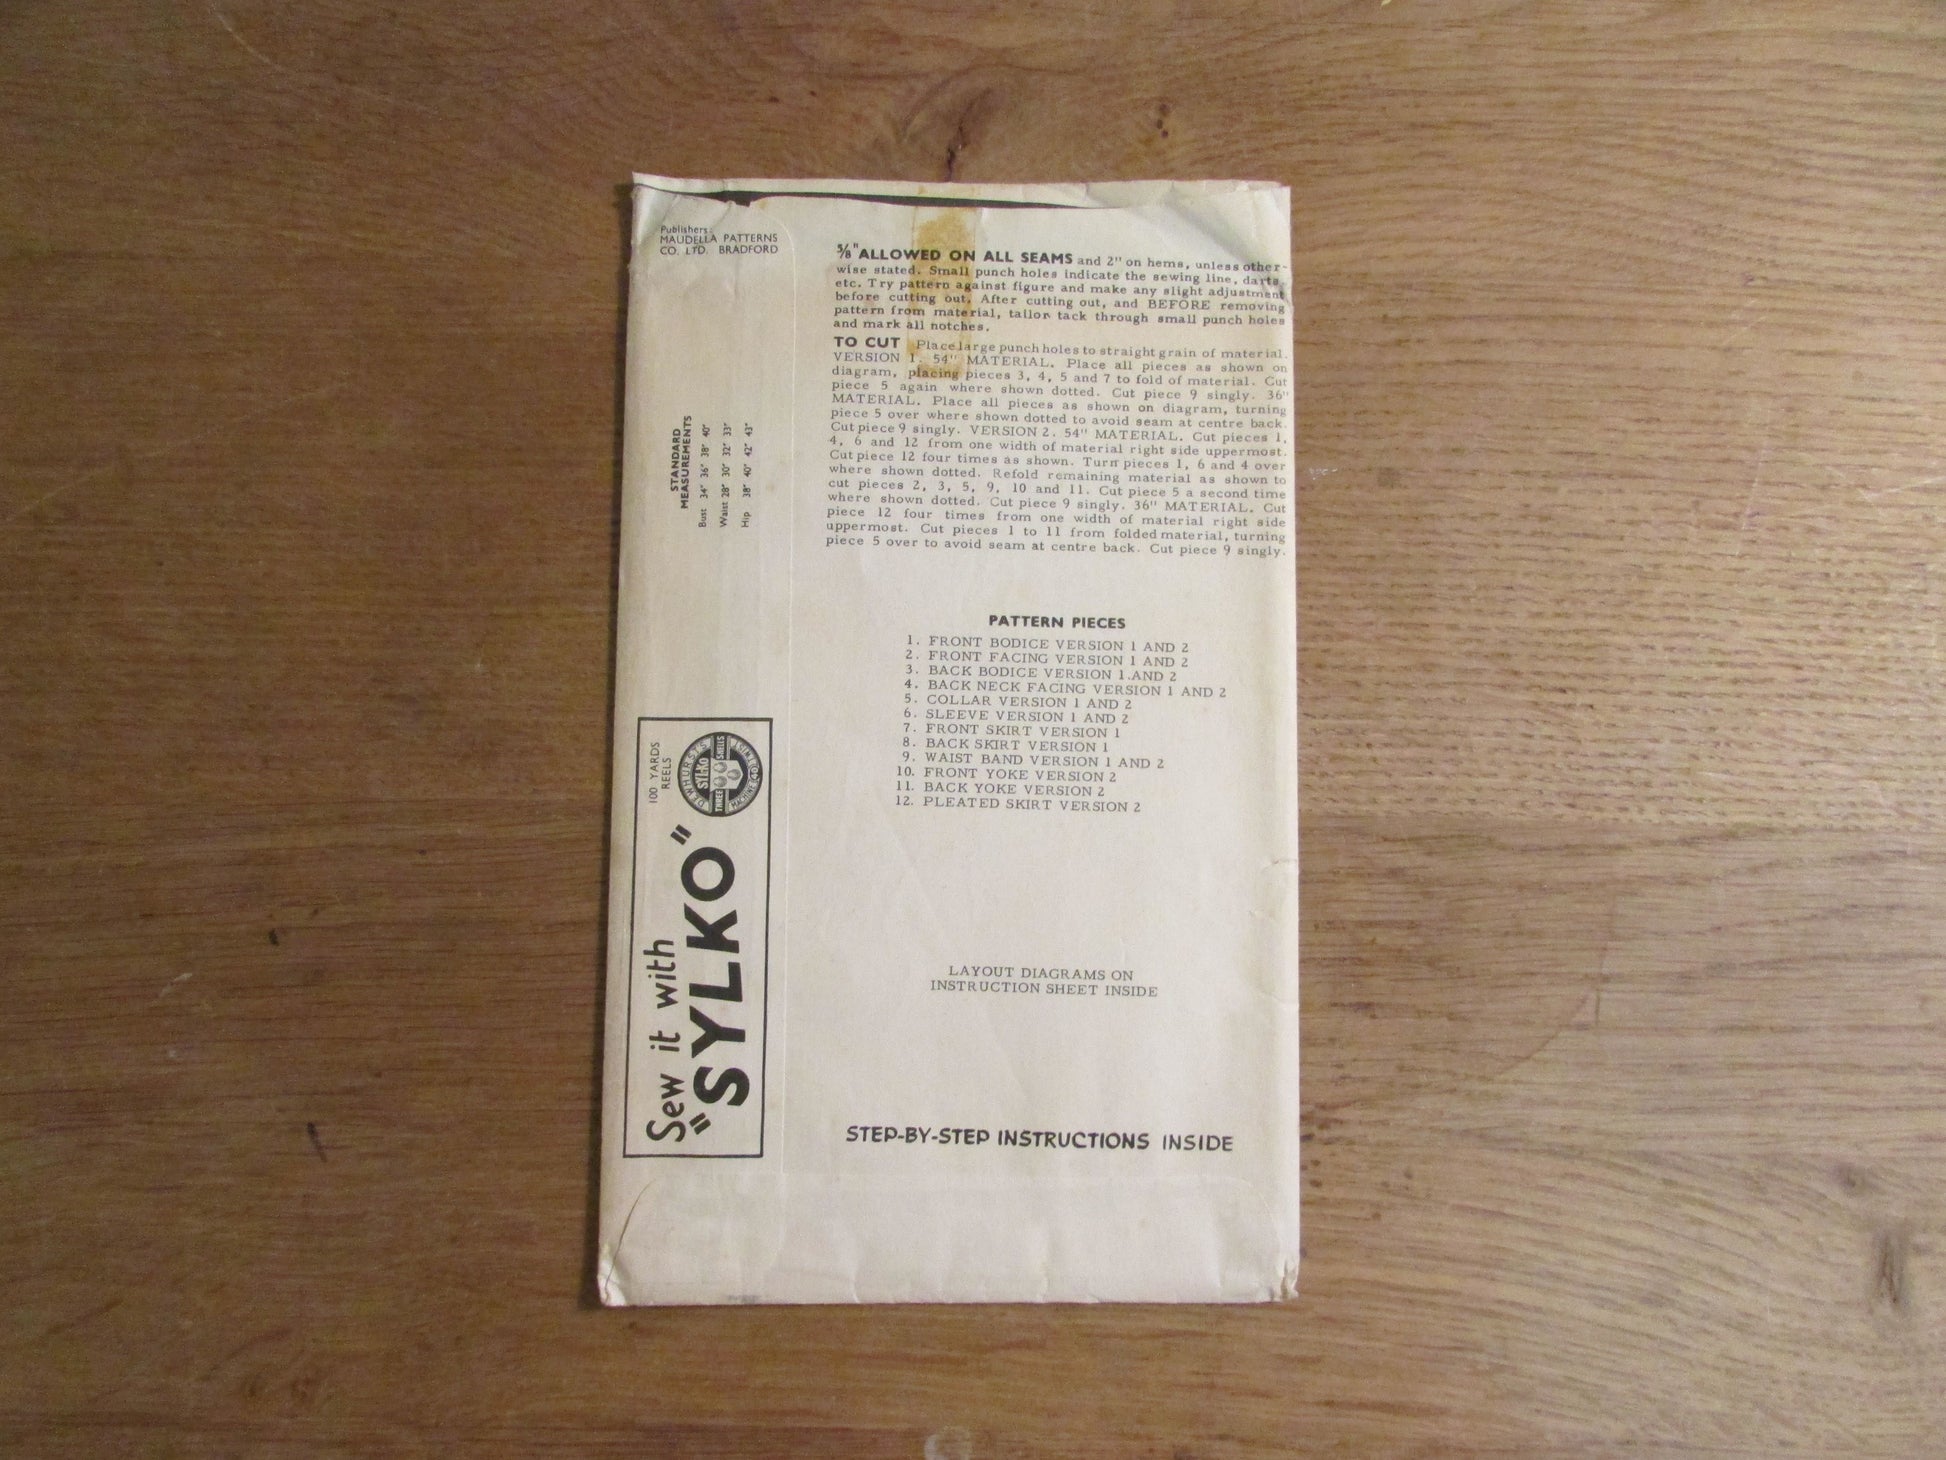 Publishers:
MAUDELLA PATTERNS
CO. LTD. BRADFORD
STANDARD
MEASUREMENTS
Bust 34" 36" 38" 40"
Waist 28" 30" 32" 33"
Hip 38" 40" 42" 43"
100 YARDS
REELS
DEWHURST'S
SYLKO
THREE SHELLS
MACHINE
Sew it with
"SYLKO"
⅝" ALLOWED ON ALL SEAMS and 2" on hems, unless other-
wise stated. Small punch holes indicate the sewing line, darts,
etc. Try pattern against figure and make any slight adjustment
before cutting out. After cutting out, and BEFORE removing
pattern from material, tailor tack through small punch holes
and mark all notches.
TO CUT Place large punch holes to straight grain of material.
VERSION 1. 54" MATERIAL. Place all pieces as shown on
diagram, placing pieces 3, 4, 5 and 7 to fold of material. Cut
piece 5 again where shown dotted. Cut piece 9 singly. 36"
MATERIAL. Place all pieces as shown on diagram, turning
piece 5 over where shown dotted to avoid seam at centre back.
Cut piece 9 singly. VERSION 2. 54" MATERIAL. Cut pieces 1,
4, 6 and 12 from one width of material right side uppermost.
Cut piece 12 four times as shown. Turn pieces 1, 6 and 4 over
where shown dotted. Refold remaining material as shown to
cut pieces 2, 3, 5, 9, 10 and 11. Cut piece 5 a second time
where shown dotted. Cut piece 9 singly. 36" MATERIAL. Cut
piece 12 four times from one width of material right side
uppermost. Cut pieces 1 to 11 from folded material, turning
piece 5 over to avoid seam at centre back. Cut piece 9 singly.
PATTERN PIECES
1. FRONT BODICE VERSION 1 AND 2
2. FRONT FACING VERSION 1 AND 2
3. BACK BODICE VERSION 1.AND 2
4. BACK NECK FACING VERSION 1 AND 2
5. COLLAR VERSION 1 AND 2
6. SLEEVE VERSION 1 AND 2
7. FRONT SKIRT VERSION 1
8. BACK SKIRT VERSION 1
9. WAIST BAND VERSION 1 AND 2
10. FRONT YOKE VERSION 2
11. BACK YOKE VERSION 2
12. PLEATED SKIRT VERSION 2
LAYOUT DIAGRAMS ON
INSTRUCTION SHEET INSIDE
STEP-BY-STEP INSTRUCTIONS INSIDE